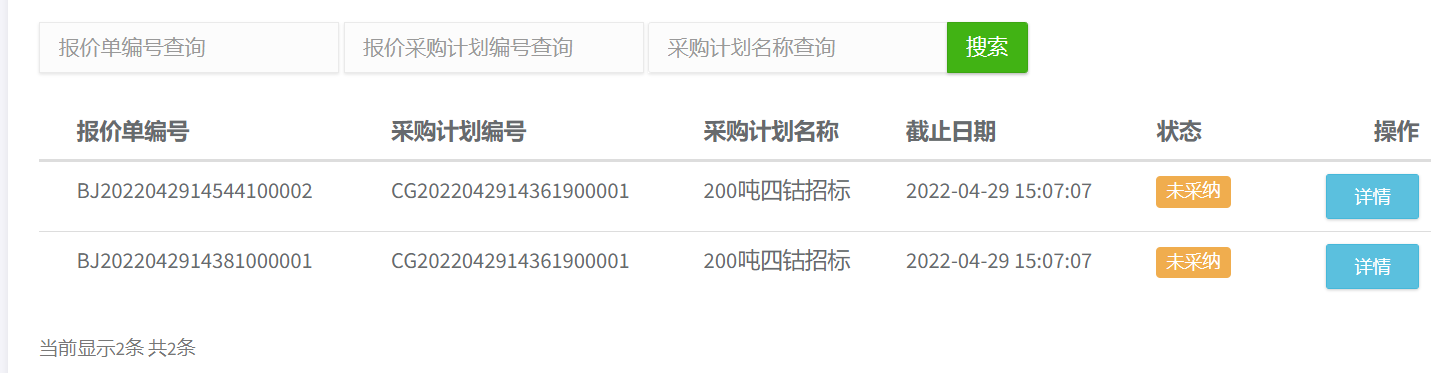 报价单编号查询 报价采购计划编号查询 采购计划名称查询 搜索
报价单编号 采购计划编号 采购计划名称 截止日期 状态 操作
BJ2022042914544100002 CG2022042914361900001 200吨四钴招标 2022-04-29 15:07:07 未采纳 详情
BJ2022042914381000001 CG2022042914361900001 200吨四钴招标 2022-04-29 15:07:07 未采纳 详情
当前显示2条 共2条